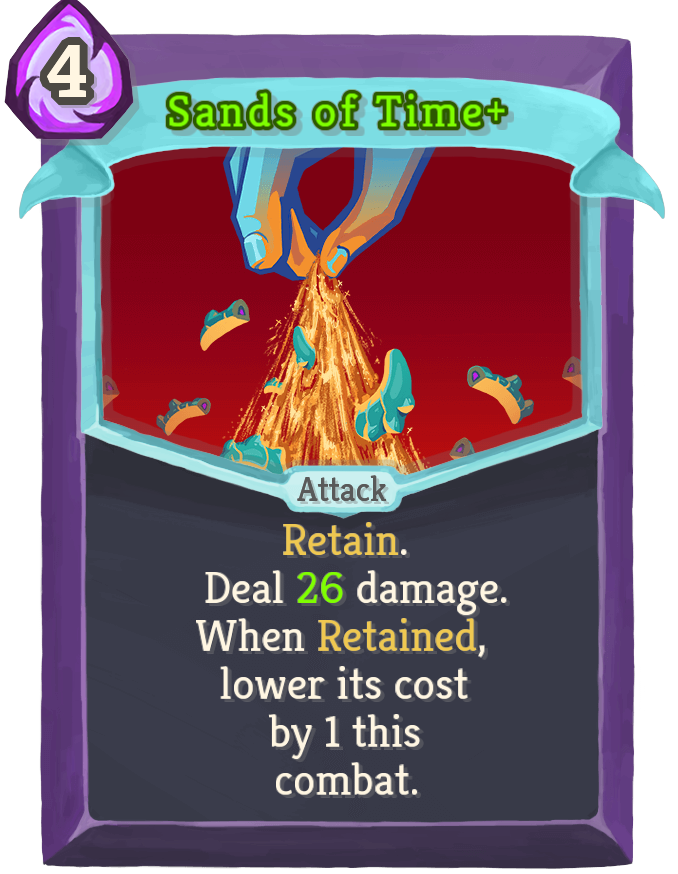 4
Sands of Time+
Attack
Retain.
Deal 26 damage.
When Retained,
lower its cost
by 1 this
combat.